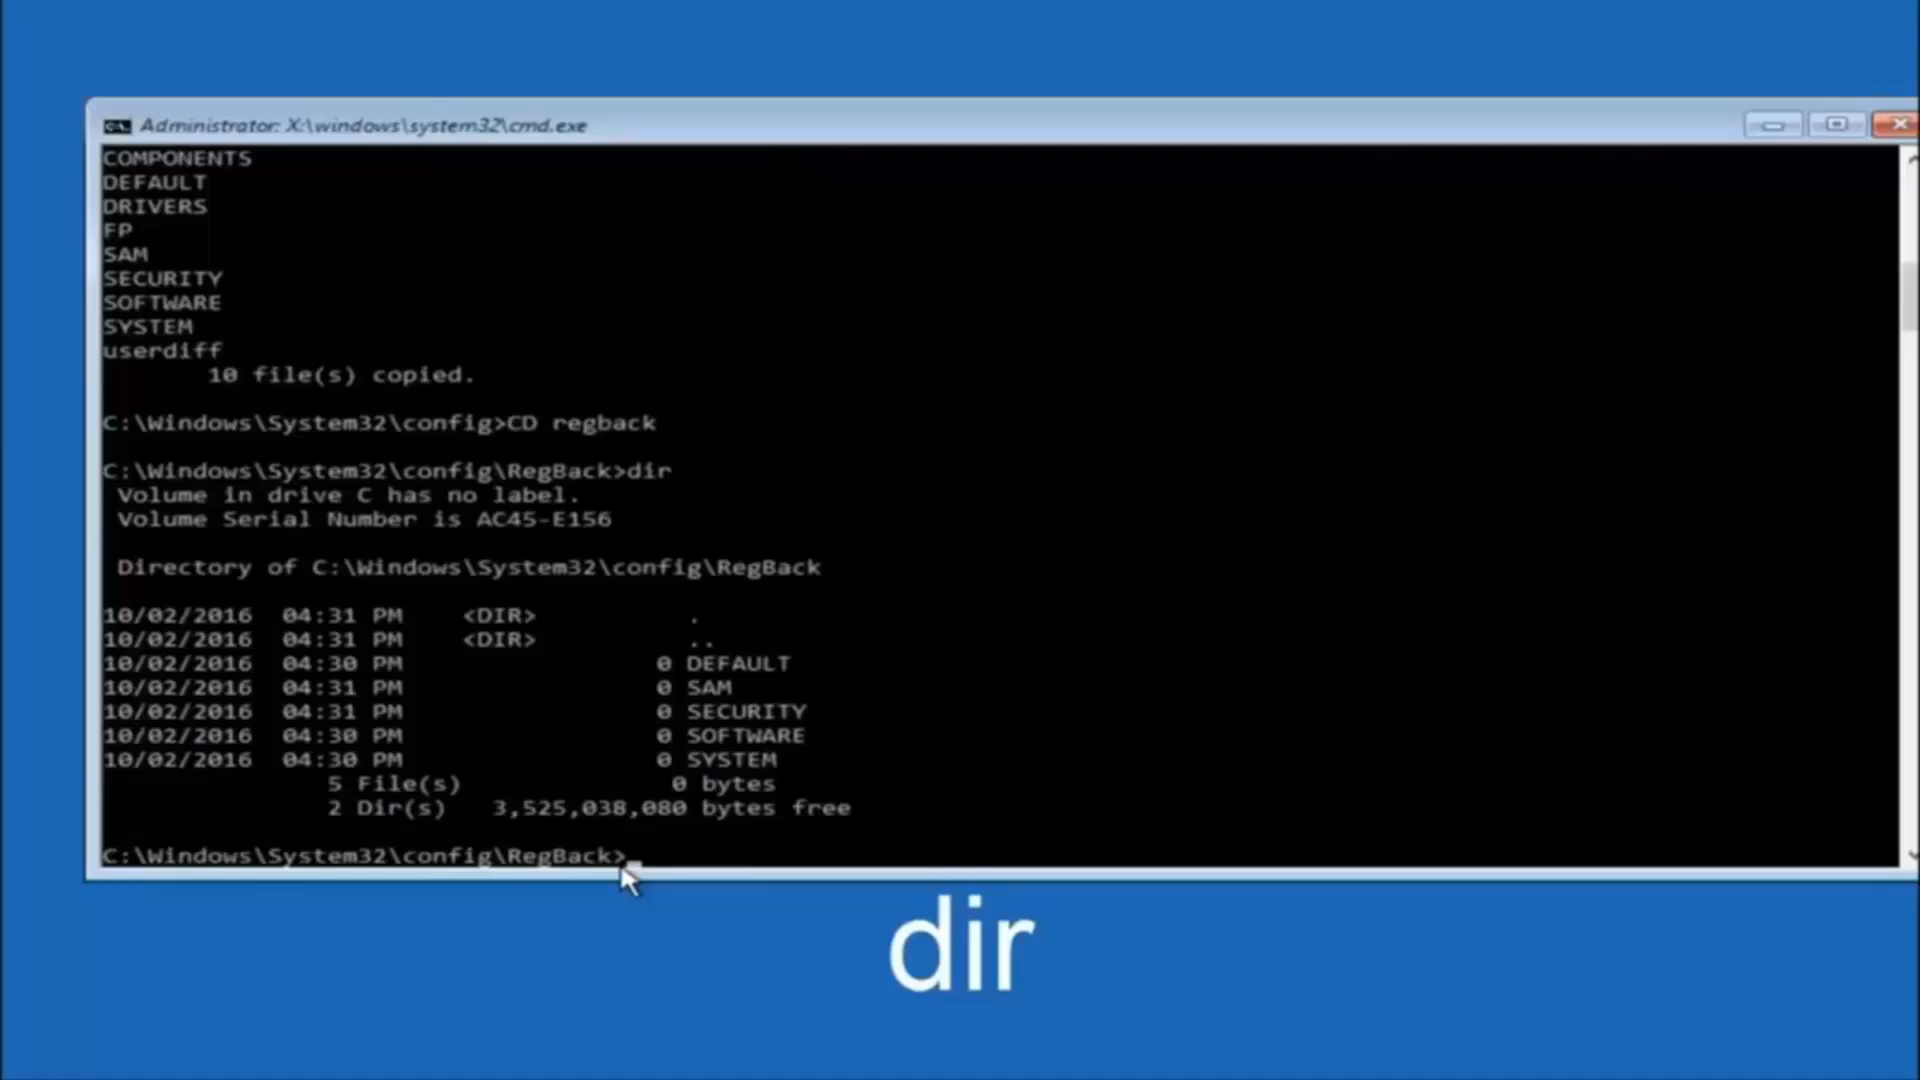 Administrator: X:\windows\system32\cmd.exe
COMPONENTS
DEFAULT
DRIVERS
FP
SAM
SECURITY
SOFTWARE
SYSTEM
userdiff
10 file(s) copied.
C:\Windows\System32\config>CD regback
C:\Windows\System32\config\RegBack>dir
Volume in drive C has no label.
Volume Serial Number is AC45-E156
Directory of C:\Windows\System32\config\RegBack
10/02/2016 04:31 PM <DIR> .
10/02/2016 04:31 PM <DIR> ..
10/02/2016 04:30 PM 0 DEFAULT
10/02/2016 04:31 PM 0 SAM
10/02/2016 04:31 PM 0 SECURITY
10/02/2016 04:30 PM 0 SOFTWARE
10/02/2016 04:30 PM 0 SYSTEM
5 File(s) 0 bytes
2 Dir(s) 3,525,038,080 bytes free
C:\Windows\System32\config\RegBack>
dir